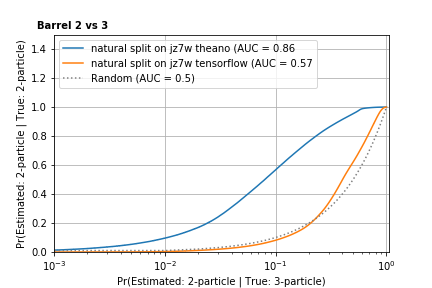 Barrel 2 vs 3
natural split on jz7w theano (AUC = 0.86
natural split on jz7w tensorflow (AUC = 0.57
Random (AUC = 0.5)
Pr(Estimated: 2-particle | True: 2-particle)
1.4
1.2
1.0
0.8
0.6
0.4
0.2
0.0
10⁻³ 10⁻² 10⁻¹ 10⁰
Pr(Estimated: 2-particle | True: 3-particle)